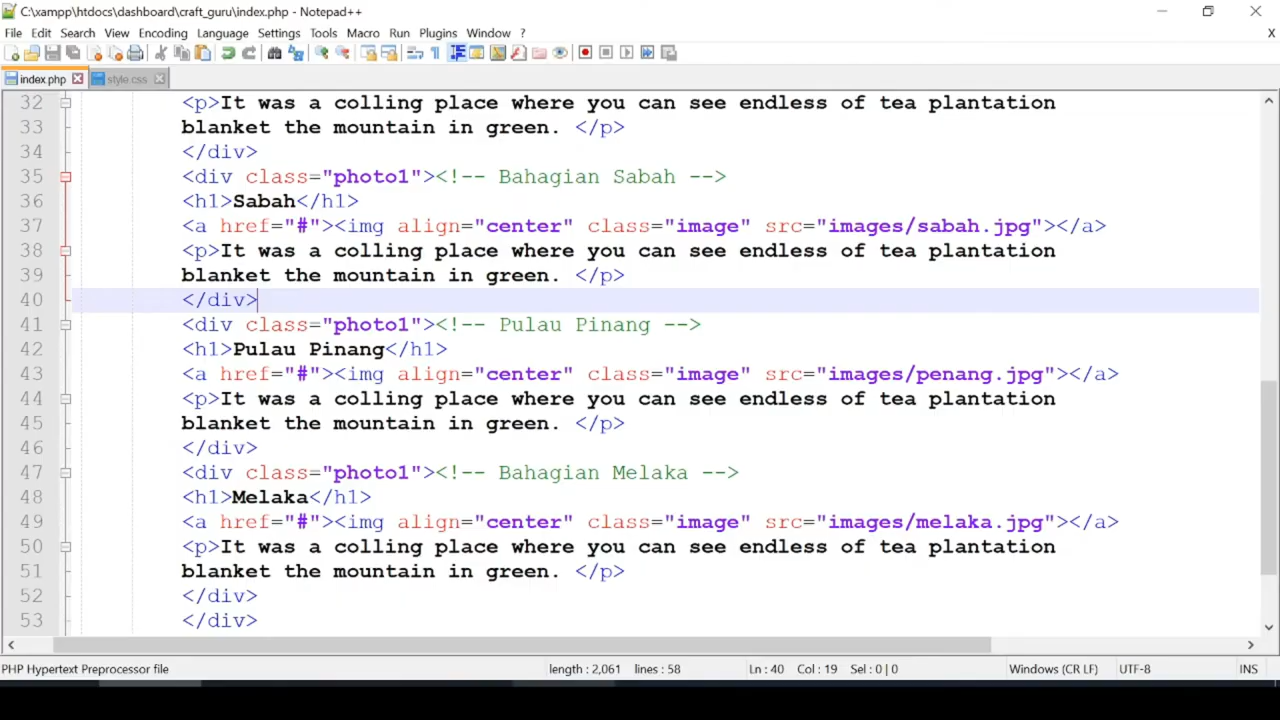 C:\xampp\htdocs\dashboard\craft_guru\index.php - Notepad++
File Edit Search View Encoding Language Settings Tools Macro Run Plugins Window ? X
index.php style.css
32 <p>It was a colling place where you can see endless of tea plantation
33 blanket the mountain in green. </p>
34 </div>
35 <div class="photo1"><!-- Bahagian Sabah -->
36 <h1>Sabah</h1>
37 <a href="#"><img align="center" class="image" src="images/sabah.jpg"></a>
38 <p>It was a colling place where you can see endless of tea plantation
39 blanket the mountain in green. </p>
40 </div>
41 <div class="photo1"><!-- Pulau Pinang -->
42 <h1>Pulau Pinang</h1>
43 <a href="#"><img align="center" class="image" src="images/penang.jpg"></a>
44 <p>It was a colling place where you can see endless of tea plantation
45 blanket the mountain in green. </p>
46 </div>
47 <div class="photo1"><!-- Bahagian Melaka -->
48 <h1>Melaka</h1>
49 <a href="#"><img align="center" class="image" src="images/melaka.jpg"></a>
50 <p>It was a colling place where you can see endless of tea plantation
51 blanket the mountain in green. </p>
52 </div>
53 </div>
PHP Hypertext Preprocessor file length : 2,061 lines : 58 Ln : 40 Col : 19 Sel : 0 | 0 Windows (CR LF) UTF-8 INS